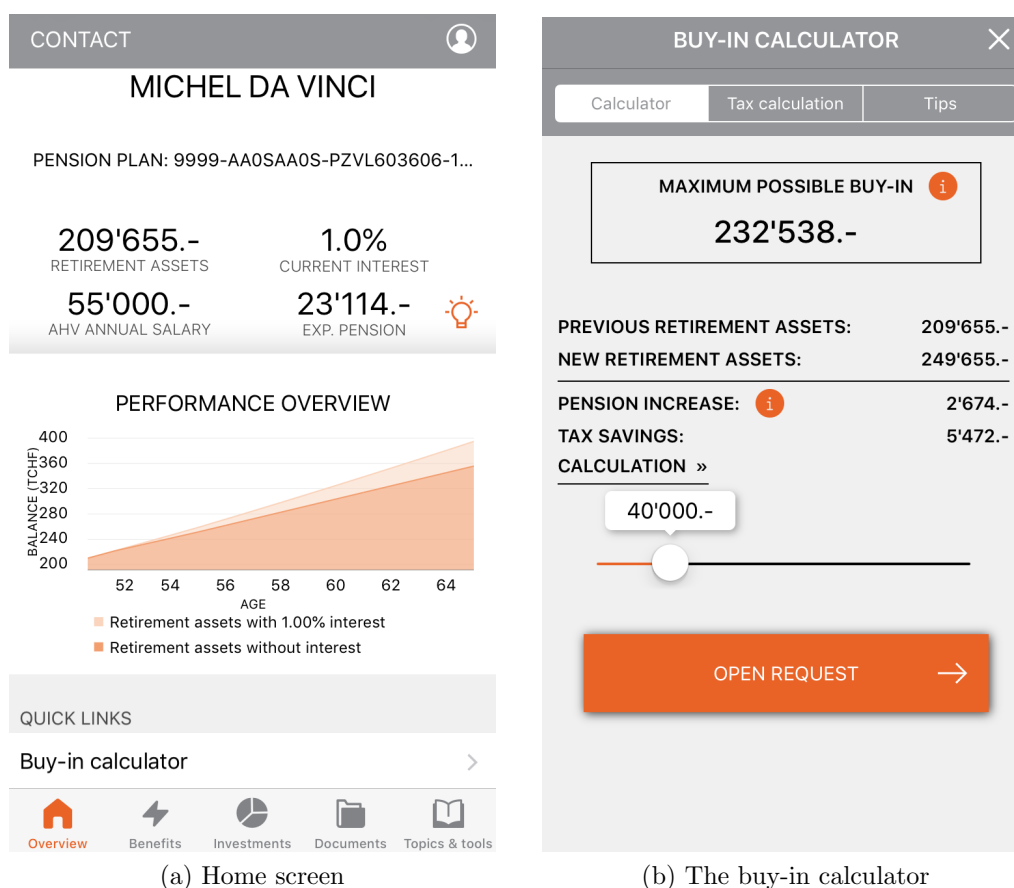 CONTACT
MICHEL DA VINCI
PENSION PLAN: 9999-AA0SAA0S-PZVL603606-1...
209'655.- 1.0%
RETIREMENT ASSETS CURRENT INTEREST
55'000.- 23'114.-
AHV ANNUAL SALARY EXP. PENSION
PERFORMANCE OVERVIEW
BALANCE (TCHF)
400
360
320
280
240
200
52 54 56 58 60 62 64
AGE
Retirement assets with 1.00% interest
Retirement assets without interest
QUICK LINKS
Buy-in calculator
Overview Benefits Investments Documents Topics & tools
(a) Home screen
BUY-IN CALCULATOR
Calculator Tax calculation Tips
MAXIMUM POSSIBLE BUY-IN i
232'538.-
PREVIOUS RETIREMENT ASSETS: 209'655.-
NEW RETIREMENT ASSETS: 249'655.-
PENSION INCREASE: i 2'674.-
TAX SAVINGS: 5'472.-
CALCULATION »
40'000.-
OPEN REQUEST
(b) The buy-in calculator